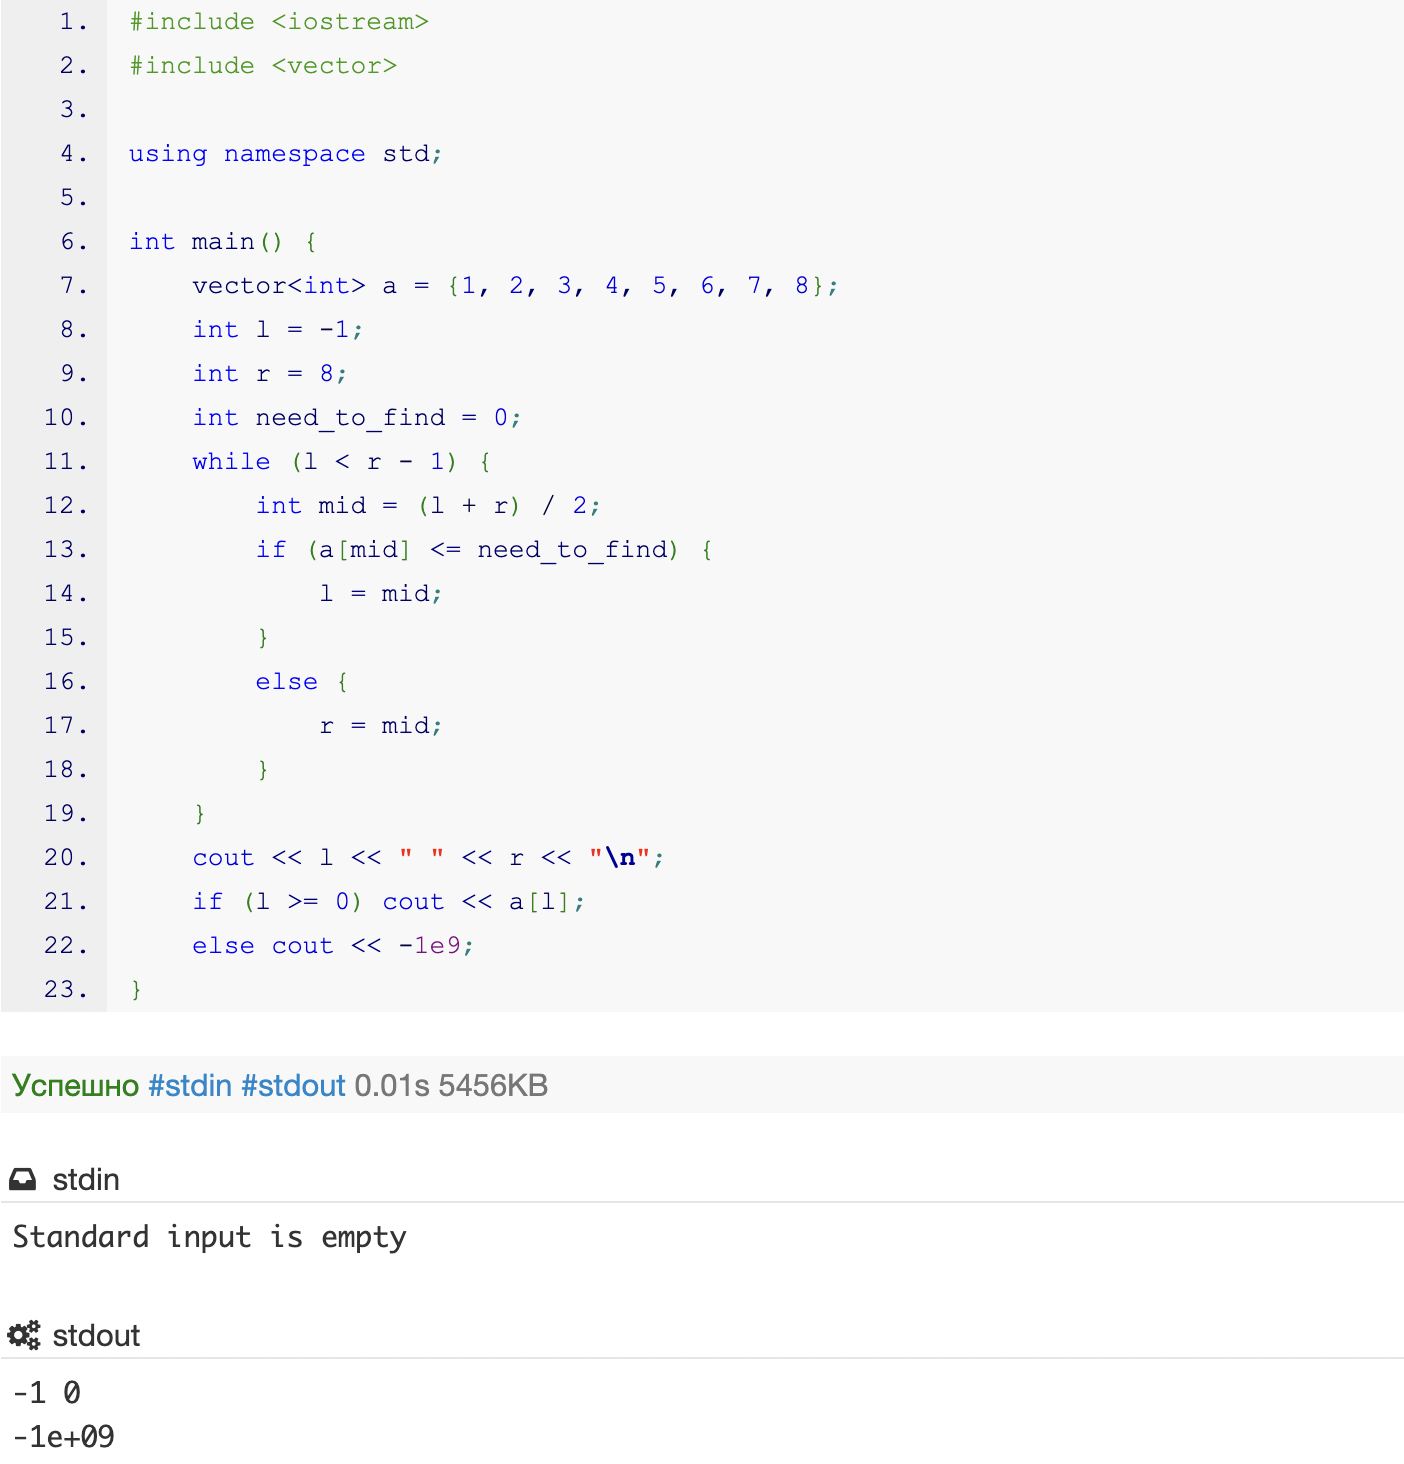 1. #include <iostream>
2. #include <vector>
3.
4. using namespace std;
5.
6. int main() {
7.     vector<int> a = {1, 2, 3, 4, 5, 6, 7, 8};
8.     int l = -1;
9.     int r = 8;
10.     int need_to_find = 0;
11.     while (l < r - 1) {
12.         int mid = (l + r) / 2;
13.         if (a[mid] <= need_to_find) {
14.             l = mid;
15.         }
16.         else {
17.             r = mid;
18.         }
19.     }
20.     cout << l << " " << r << "\n";
21.     if (l >= 0) cout << a[l];
22.     else cout << -1e9;
23. }
Успешно #stdin #stdout 0.01s 5456KB
stdin
Standard input is empty
stdout
-1 0
-1e+09